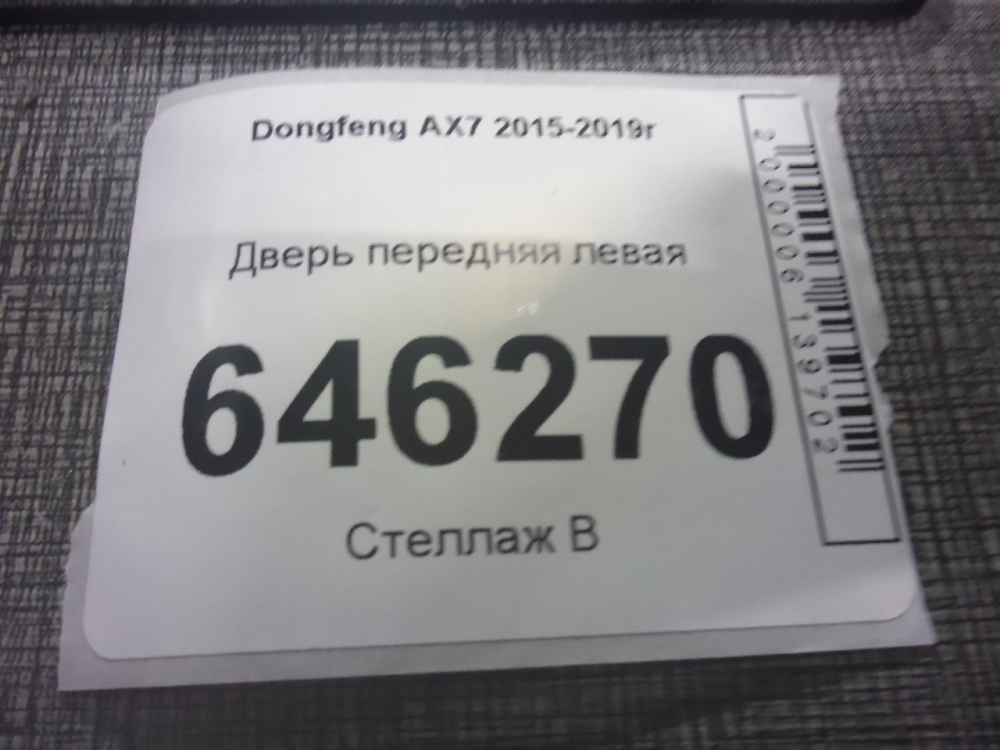 Dongfeng AX7 2015-2019г
Дверь передняя левая
646270
Стеллаж В
2000006139702